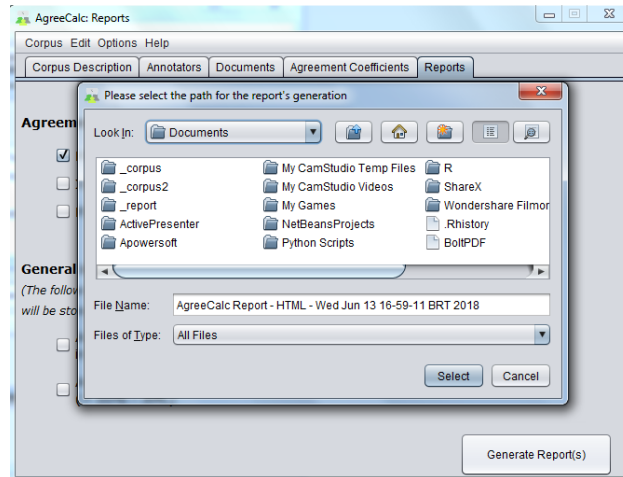 AgreeCalc: Reports
Corpus Edit Options Help
Corpus Description Annotators Documents Agreement Coefficients Reports
Please select the path for the report's generation
Agreem
Look In: Documents
_corpus My CamStudio Temp Files R
_corpus2 My CamStudio Videos ShareX
_report My Games Wondershare Filmor
ActivePresenter NetBeansProjects .Rhistory
Apowersoft Python Scripts BoltPDF
General
(The follov
will be sto
File Name: AgreeCalc Report - HTML - Wed Jun 13 16-59-11 BRT 2018
Files of Type: All Files
Select Cancel
Generate Report(s)